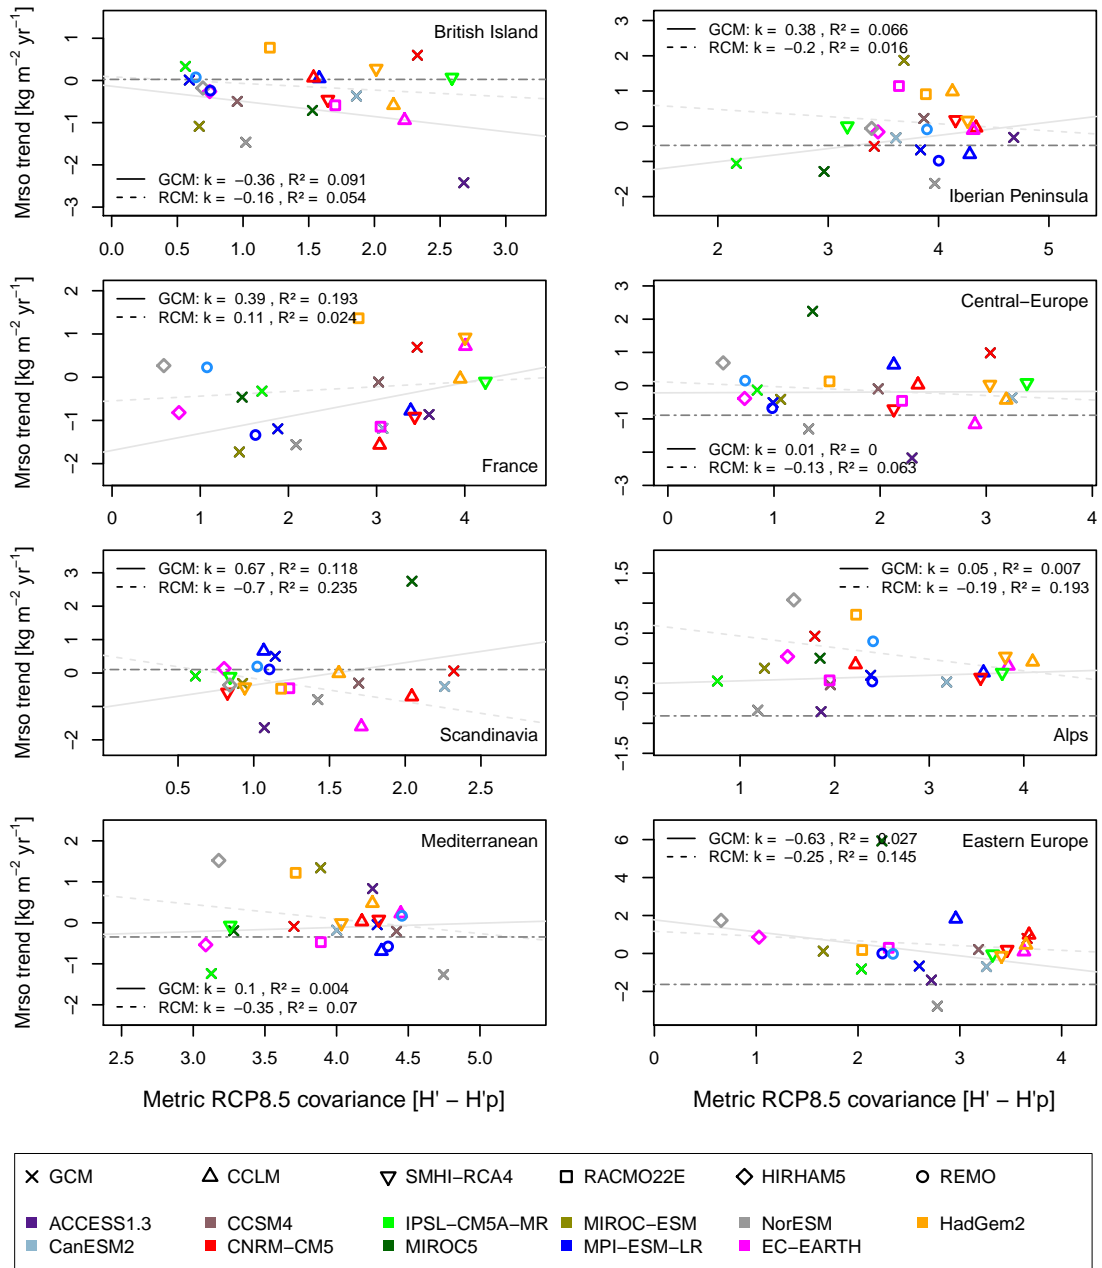 British Island
GCM: k = −0.36 , R² = 0.091
RCM: k = −0.16 , R² = 0.054
Mrso trend [kg m−2 yr−1]
1
0
−1
−2
−3
0.0 0.5 1.0 1.5 2.0 2.5 3.0
GCM: k = 0.38 , R² = 0.066
RCM: k = −0.2 , R² = 0.016
Iberian Peninsula
3
2
1
0
−2
2 3 4 5
GCM: k = 0.39 , R² = 0.193
RCM: k = 0.11 , R² = 0.024
France
Mrso trend [kg m−2 yr−1]
2
1
0
−1
−2
0 1 2 3 4
Central−Europe
GCM: k = 0.01 , R² = 0
RCM: k = −0.13 , R² = 0.063
3
2
1
0
−1
−3
0 1 2 3 4
GCM: k = 0.67 , R² = 0.118
RCM: k = −0.7 , R² = 0.235
Scandinavia
Mrso trend [kg m−2 yr−1]
3
2
1
0
−2
0.5 1.0 1.5 2.0 2.5
GCM: k = 0.05 , R² = 0.007
RCM: k = −0.19 , R² = 0.193
Alps
1.5
0.5
−0.5
−1.5
1 2 3 4
Mediterranean
GCM: k = 0.1 , R² = 0.004
RCM: k = −0.35 , R² = 0.07
Mrso trend [kg m−2 yr−1]
2
1
0
−1
−2
2.5 3.0 3.5 4.0 4.5 5.0
Metric RCP8.5 covariance [H' − H'p]
GCM: k = −0.63 , R² = 0.027
RCM: k = −0.25 , R² = 0.145
Eastern Europe
6
4
2
0
−2
0 1 2 3 4
Metric RCP8.5 covariance [H' − H'p]
GCM CCLM SMHI−RCA4 RACMO22E HIRHAM5 REMO
ACCESS1.3 CCSM4 IPSL−CM5A−MR MIROC−ESM NorESM HadGem2
CanESM2 CNRM−CM5 MIROC5 MPI−ESM−LR EC−EARTH